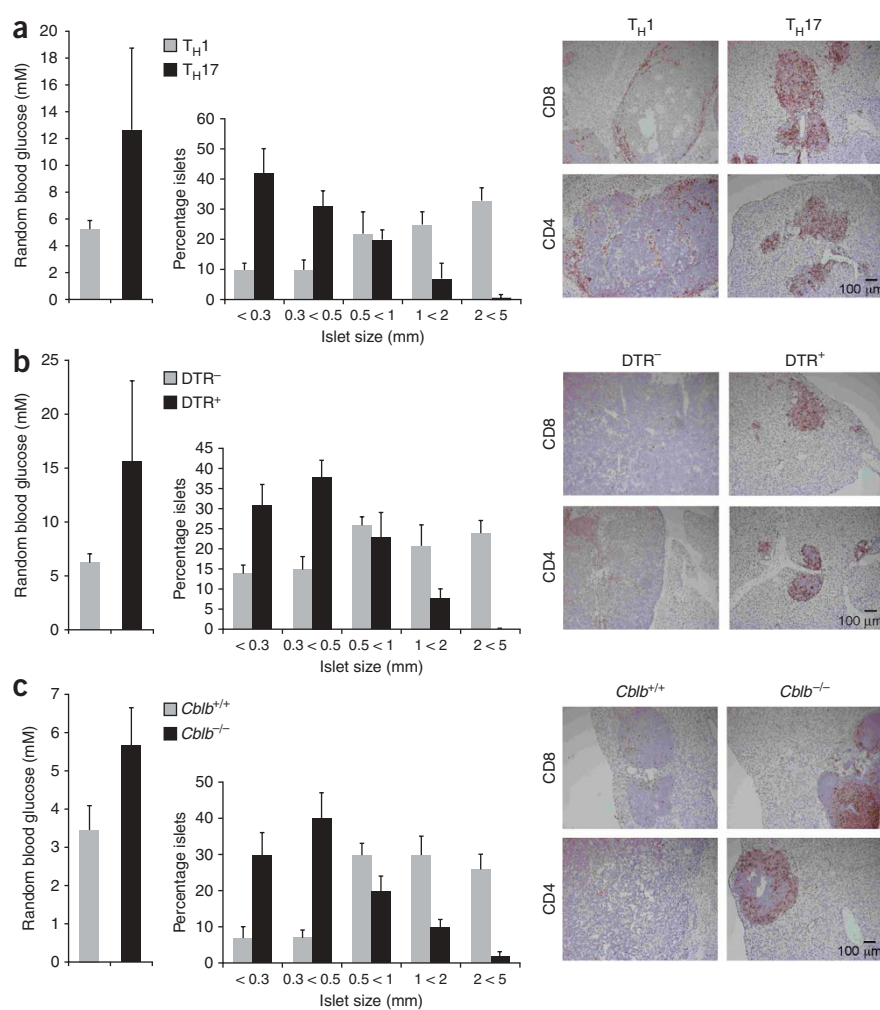 a
Random blood glucose (mM)
20
18
16
14
12
10
8
6
4
2
0
T_H1
T_H17
Percentage islets
60
50
40
30
20
10
0
< 0.3
0.3 < 0.5
0.5 < 1
1 < 2
2 < 5
Islet size (mm)
T_H1
T_H17
CD8
CD4
100 μm
b
Random blood glucose (mM)
25
20
15
10
5
0
DTR⁻
DTR⁺
Percentage islets
45
40
35
30
25
20
15
10
5
0
< 0.3
0.3 < 0.5
0.5 < 1
1 < 2
2 < 5
Islet size (mm)
DTR⁻
DTR⁺
CD8
CD4
100 μm
c
Random blood glucose (mM)
7
6
5
4
3
2
1
0
Cblb⁺/⁺
Cblb⁻/⁻
Percentage islets
50
40
30
20
10
0
< 0.3
0.3 < 0.5
0.5 < 1
1 < 2
2 < 5
Islet size (mm)
Cblb⁺/⁺
Cblb⁻/⁻
CD8
CD4
100 μm